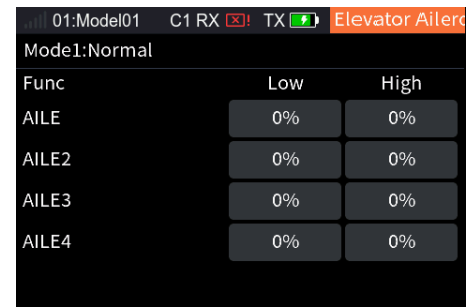 01:Model01 C1 RX ! TX Elevator Ailero
Mode1:Normal
Func Low High
AILE 0% 0%
AILE2 0% 0%
AILE3 0% 0%
AILE4 0% 0%